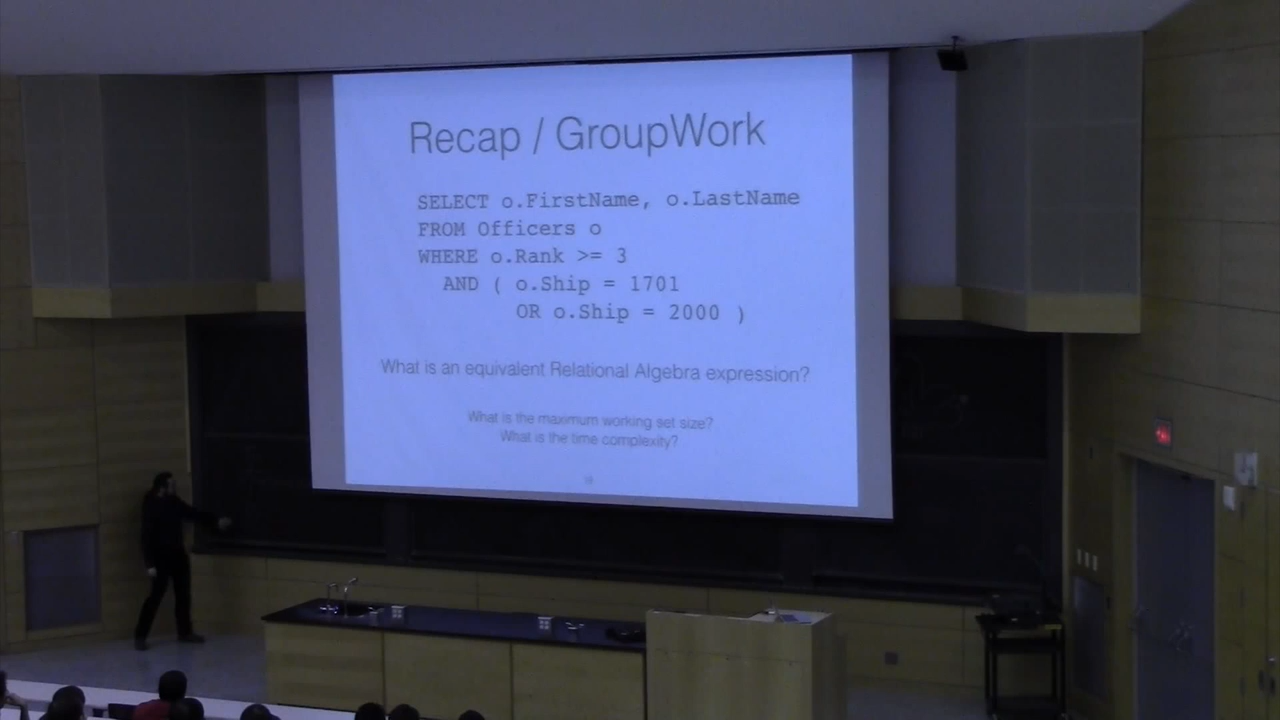 Recap / GroupWork
SELECT o.FirstName, o.LastName
FROM Officers o
WHERE o.Rank >= 3
AND ( o.Ship = 1701
OR o.Ship = 2000 )
What is an equivalent Relational Algebra expression?
What is the maximum working set size?
What is the time complexity?